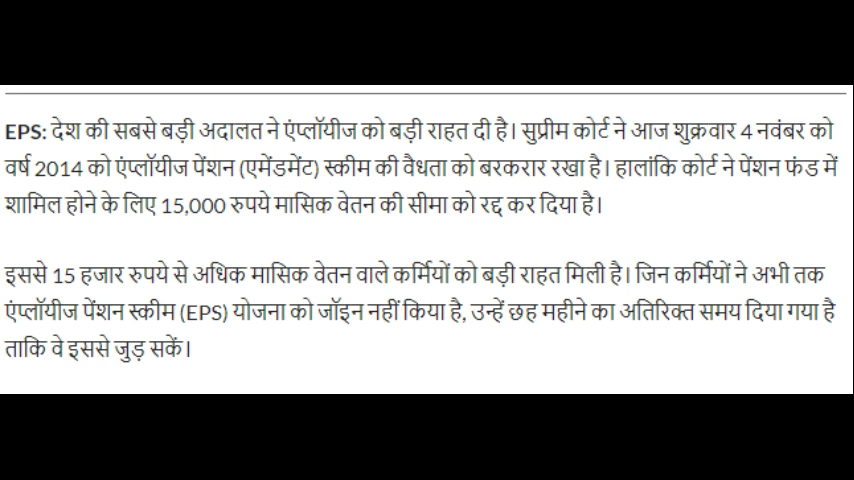 EPS: देश की सबसे बड़ी अदालत ने एंप्लॉयीज को बड़ी राहत दी है। सुप्रीम कोर्ट ने आज शुक्रवार 4 नवंबर को
वर्ष 2014 को एंप्लॉयीज पेंशन (एमेंडमेंट) स्कीम की वैधता को बरकरार रखा है। हालांकि कोर्ट ने पेंशन फंड में
शामिल होने के लिए 15,000 रुपये मासिक वेतन की सीमा को रद्द कर दिया है।
इससे 15 हजार रुपये से अधिक मासिक वेतन वाले कर्मियों को बड़ी राहत मिली है। जिन कर्मियों ने अभी तक
एंप्लॉयीज पेंशन स्कीम (EPS) योजना को जॉइन नहीं किया है, उन्हें छह महीने का अतिरिक्त समय दिया गया है
ताकि वे इससे जुड़ सकें।